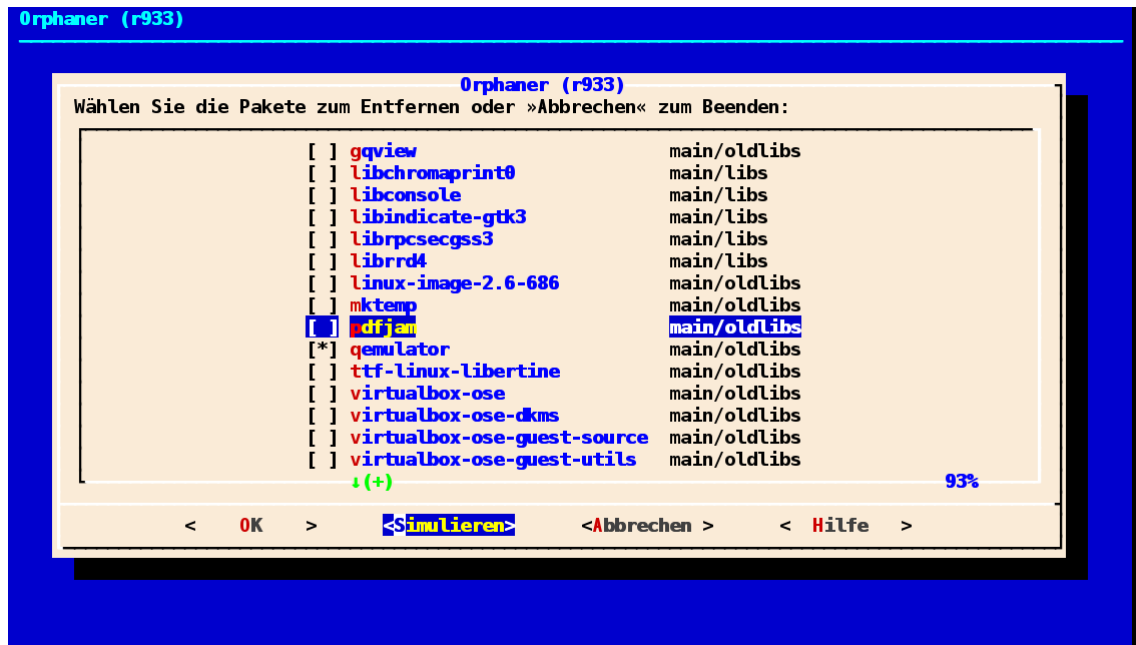 Orphaner (r933)
Orphaner (r933)
Wählen Sie die Pakete zum Entfernen oder »Abbrechen« zum Beenden:
[ ] gqview main/oldlibs
[ ] libchromaprint0 main/libs
[ ] libconsole main/libs
[ ] libindicate-gtk3 main/libs
[ ] librpcsecgss3 main/libs
[ ] librrd4 main/libs
[ ] linux-image-2.6-686 main/oldlibs
[ ] mktemp main/oldlibs
[ ] pdfjam main/oldlibs
[*] qemulator main/oldlibs
[ ] ttf-linux-libertine main/oldlibs
[ ] virtualbox-ose main/oldlibs
[ ] virtualbox-ose-dkms main/oldlibs
[ ] virtualbox-ose-guest-source main/oldlibs
[ ] virtualbox-ose-guest-utils main/oldlibs
↓(+) 93%
< OK > <Simulieren> <Abbrechen > < Hilfe >